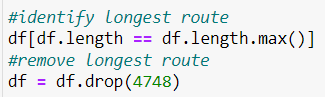 #identify longest route
df[df.length == df.length.max()]
#remove longest route
df = df.drop(4748)